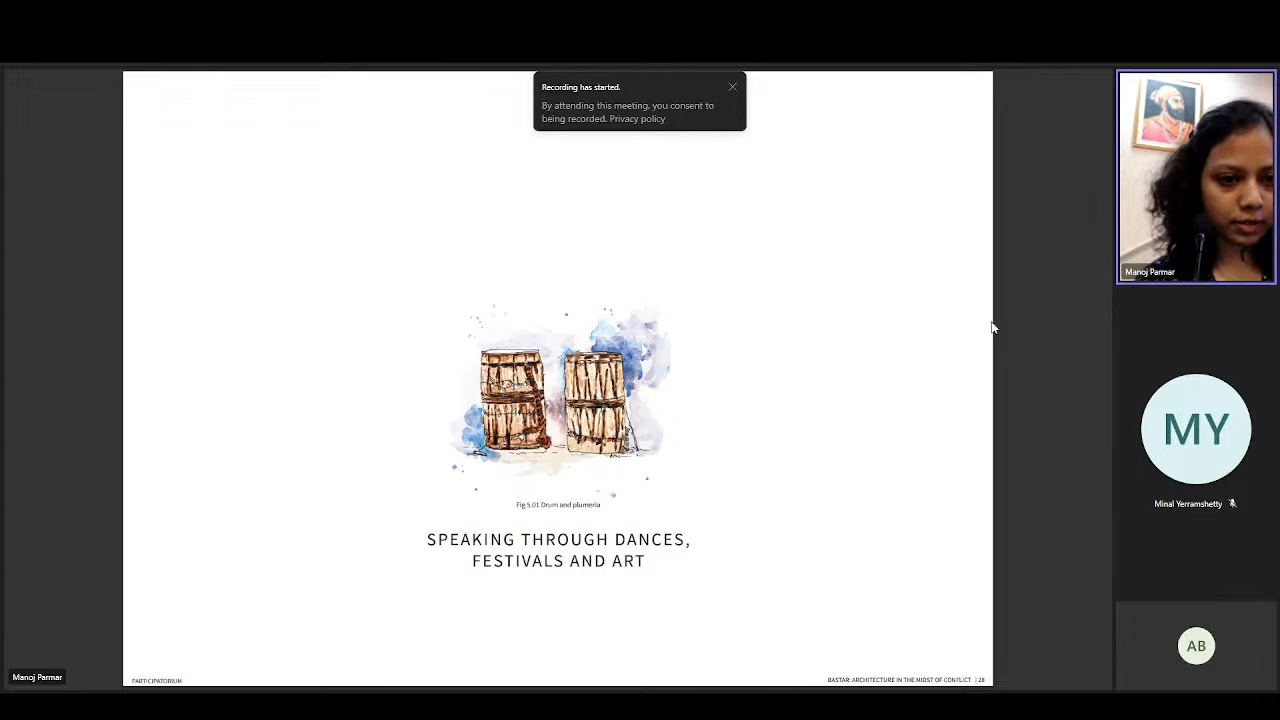 Recording has started.
By attending this meeting, you consent to
being recorded. Privacy policy
Manoj Parmar
MY
Minal Yerramshetty
Fig 5.01 Drum and plumeria
SPEAKING THROUGH DANCES,
FESTIVALS AND ART
AB
Manoj Parmar
PARTICIPATORIUM
BASTAR: ARCHITECTURE IN THE MIDST OF CONFLICT | 28